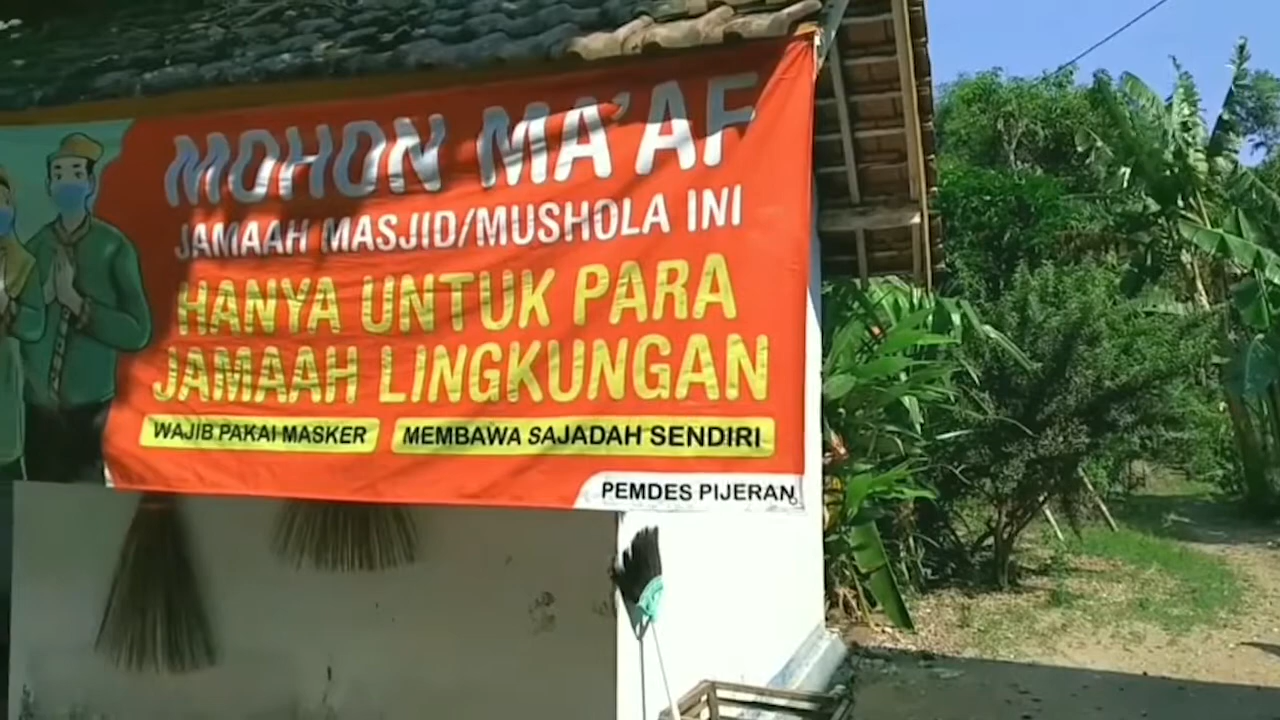 MOHON MA'AF
JAMAAH MASJID/MUSHOLA INI
HANYA UNTUK PARA
JAMAAH LINGKUNGAN
WAJIB PAKAI MASKER
MEMBAWA SAJADAH SENDIRI
PEMDES PIJERAN